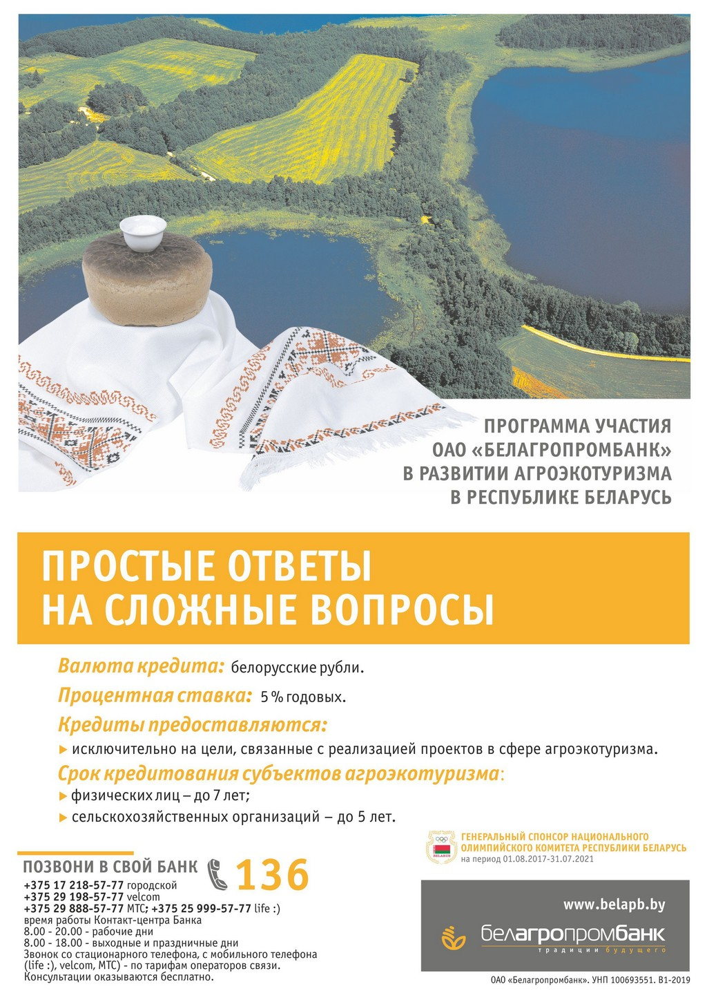 ПРОГРАММА УЧАСТИЯ
ОАО «БЕЛАГРОПРОМБАНК»
В РАЗВИТИИ АГРОЭКОТУРИЗМА
В РЕСПУБЛИКЕ БЕЛАРУСЬ
ПРОСТЫЕ ОТВЕТЫ
НА СЛОЖНЫЕ ВОПРОСЫ
Валюта кредита: белорусские рубли.
Процентная ставка: 5 % годовых.
Кредиты предоставляются:
► исключительно на цели, связанные с реализацией проектов в сфере агроэкотуризма.
Срок кредитования субъектов агроэкотуризма:
► физических лиц – до 7 лет;
► сельскохозяйственных организаций – до 5 лет.
ПОЗВОНИ В СВОЙ БАНК 136
+375 17 218-57-77 городской
+375 29 198-57-77 velcom
+375 29 888-57-77 МТС; +375 25 999-57-77 life :)
время работы Контакт-центра Банка
8.00 - 20.00 - рабочие дни
8.00 - 18.00 - выходные и праздничные дни
Звонок со стационарного телефона, с мобильного телефона
(life :), velcom, МТС) - по тарифам операторов связи.
Консультации оказываются бесплатно.
BELARUS
ГЕНЕРАЛЬНЫЙ СПОНСОР НАЦИОНАЛЬНОГО
ОЛИМПИЙСКОГО КОМИТЕТА РЕСПУБЛИКИ БЕЛАРУСЬ
на период 01.08.2017-31.07.2021
www.belapb.by
белагропромбанк
традиции будущего
ОАО «Белагропромбанк». УНП 100693551. В1-2019